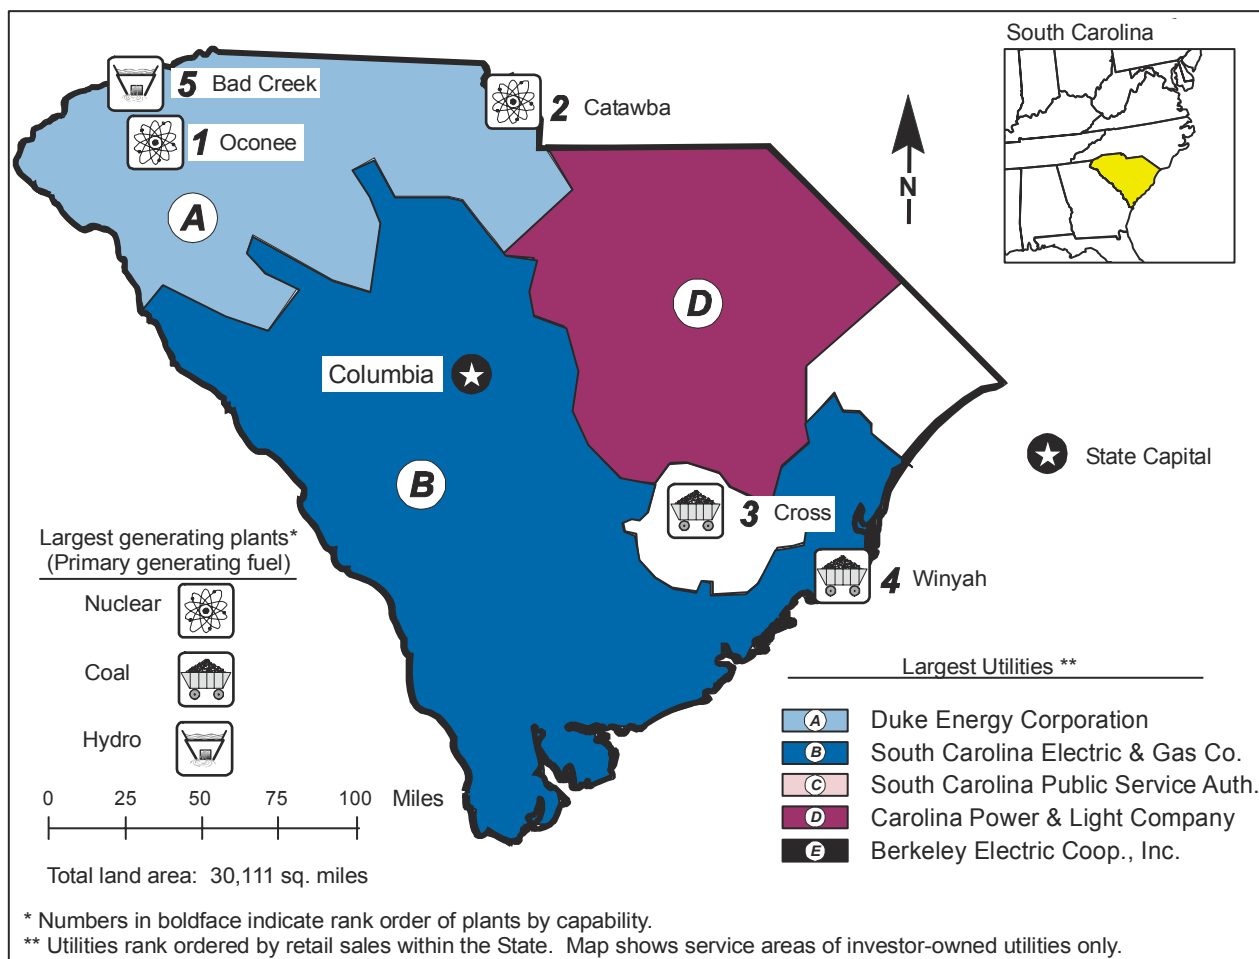 South Carolina
5 Bad Creek
1 Oconee
2 Catawba
N
A
D
Columbia
State Capital
B
3 Cross
4 Winyah
Largest generating plants*
(Primary generating fuel)
Nuclear
Coal
Hydro
0 25 50 75 100 Miles
Total land area: 30,111 sq. miles
Largest Utilities **
A Duke Energy Corporation
B South Carolina Electric & Gas Co.
C South Carolina Public Service Auth.
D Carolina Power & Light Company
E Berkeley Electric Coop., Inc.
* Numbers in boldface indicate rank order of plants by capability.
** Utilities rank ordered by retail sales within the State. Map shows service areas of investor-owned utilities only.